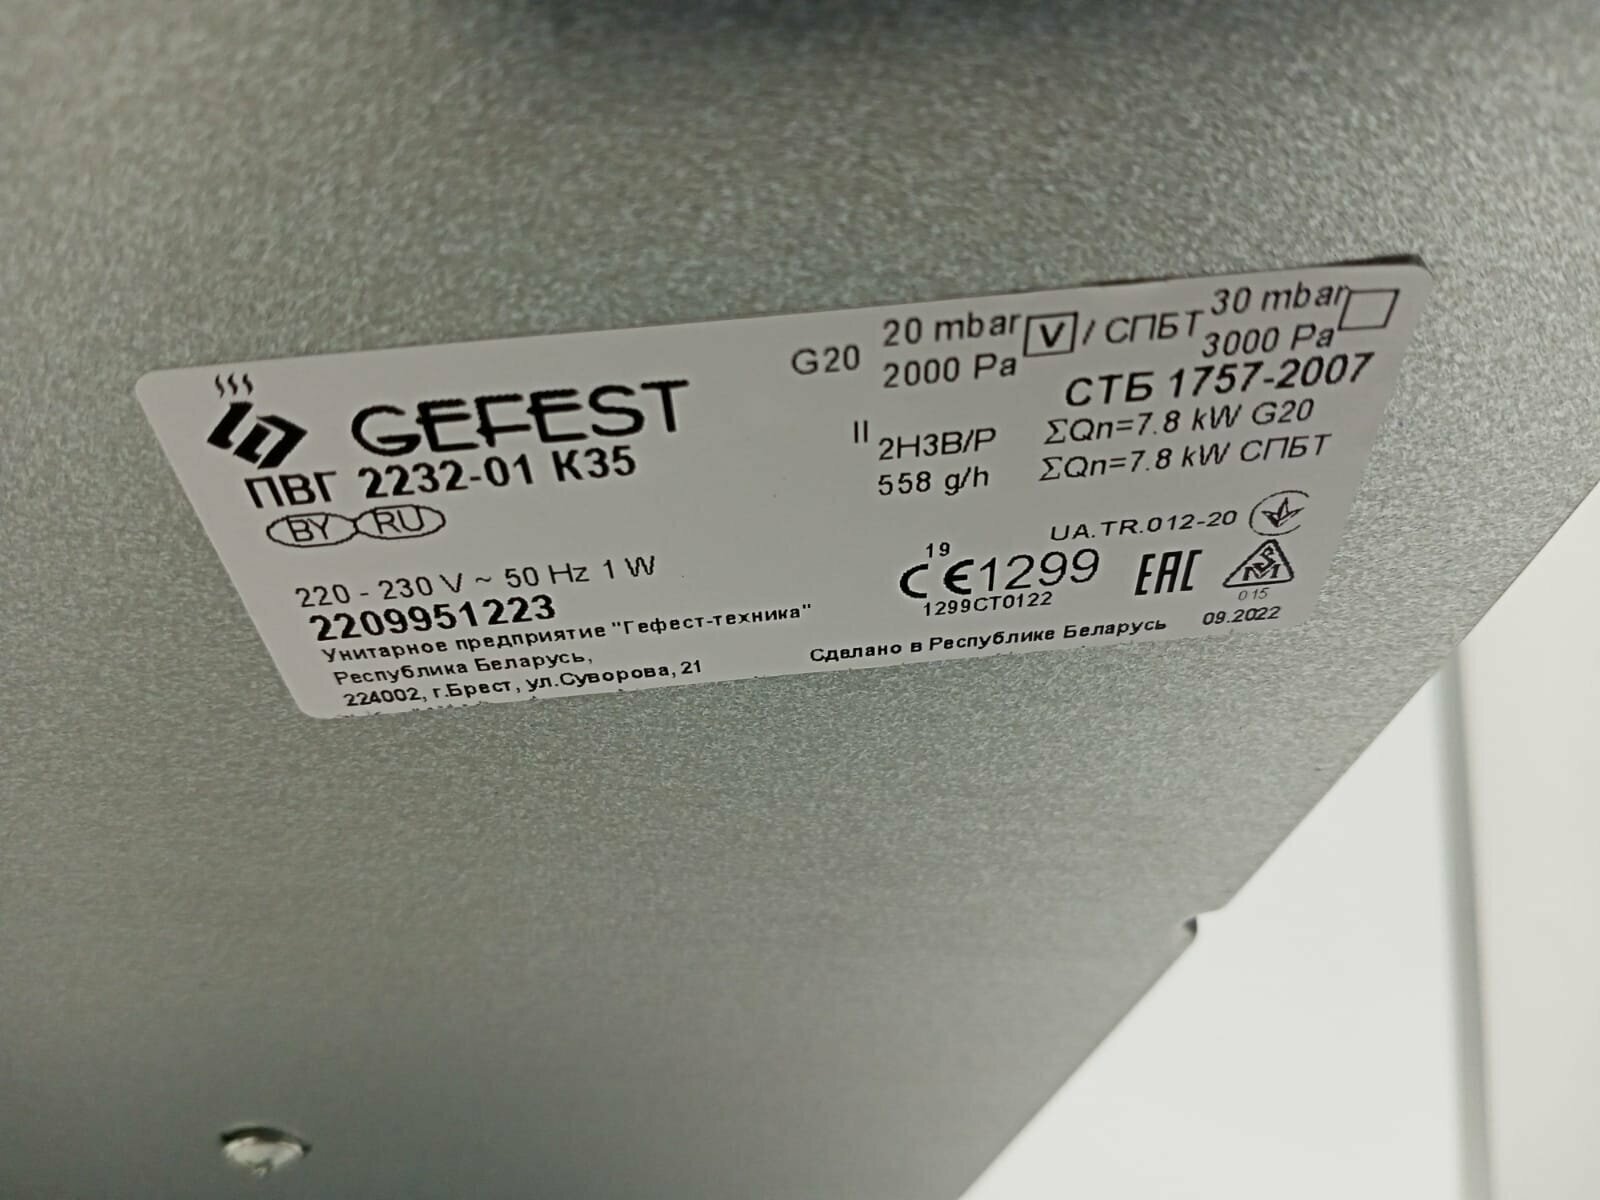 GEFEST
ПВГ 2232-01 К35
BY RU
220 - 230 V ~ 50 Hz 1 W
2209951223
Унитарное предприятие "Гефест-техника"
Республика Беларусь,
224002, г.Брест, ул.Суворова, 21
G20 20 mbar V / СПБТ 30 mbar
2000 Pa 3000 Pa
СТБ 1757-2007
II 2H3B/P ΣQn=7.8 kW G20
558 g/h ΣQn=7.8 kW СПБТ
UA.TR.012-20
19
CE1299 EAC
1299CT0122 015
Сделано в Республике Беларусь 09.2022